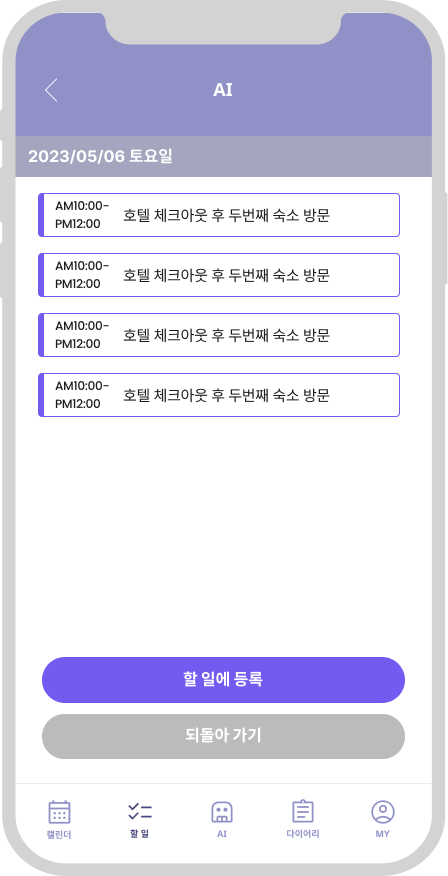 AI
2023/05/06 토요일
AM10:00-
PM12:00
호텔 체크아웃 후 두번째 숙소 방문
AM10:00-
PM12:00
호텔 체크아웃 후 두번째 숙소 방문
AM10:00-
PM12:00
호텔 체크아웃 후 두번째 숙소 방문
AM10:00-
PM12:00
호텔 체크아웃 후 두번째 숙소 방문
할 일에 등록
되돌아 가기
캘린더 할 일 AI 다이어리 MY